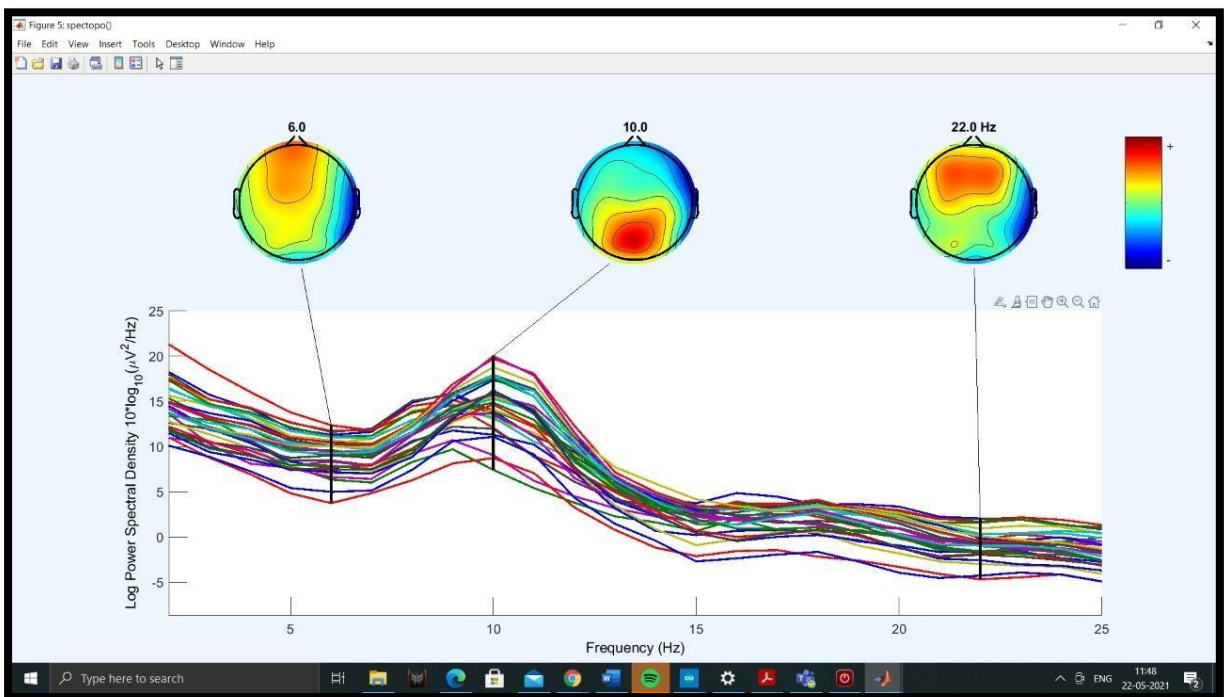 Figure 5: spectopo()
File Edit View Insert Tools Desktop Window Help
6.0
10.0
22.0 Hz
+
-
Log Power Spectral Density 10*log10(μV2/Hz)
25
20
15
10
5
0
-5
5
10
15
20
25
Frequency (Hz)
Type here to search
ENG
11:48
22-05-2021
2